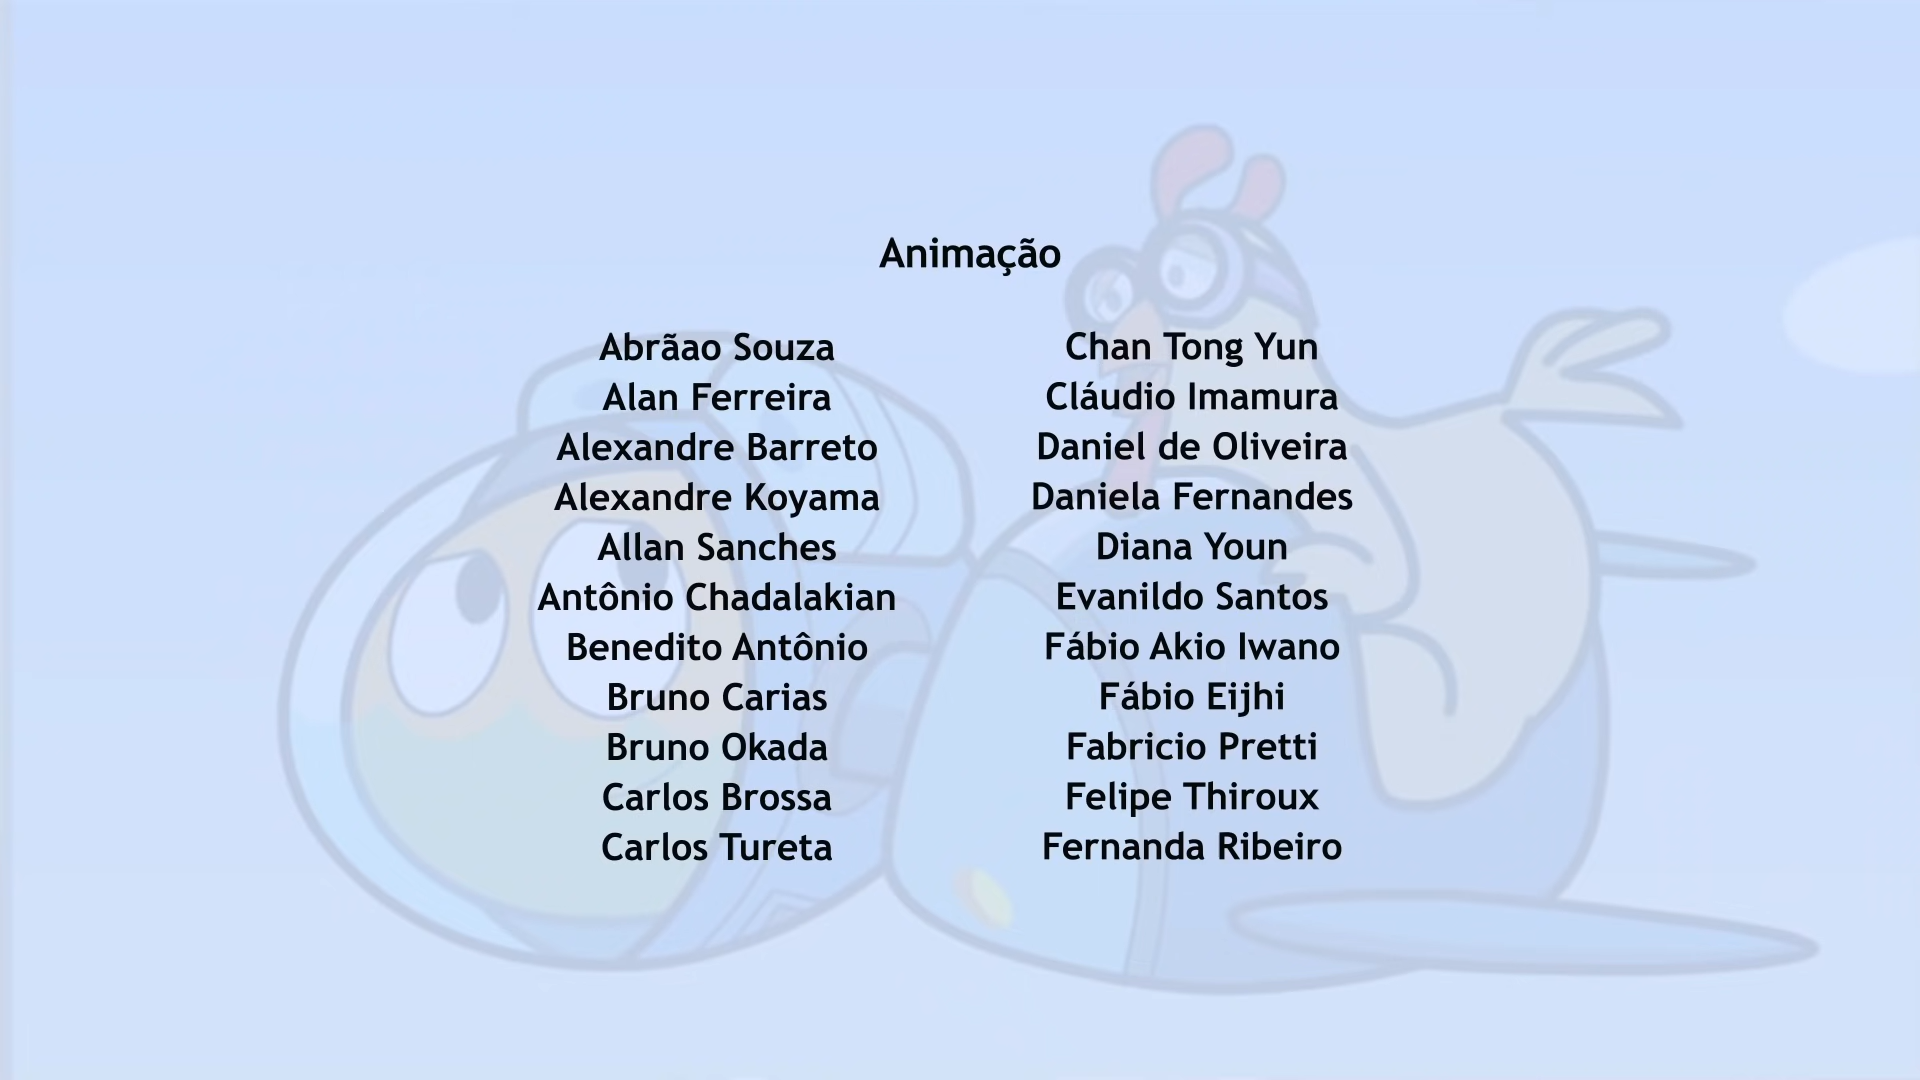 Animação
Abrãao Souza
Alan Ferreira
Alexandre Barreto
Alexandre Koyama
Allan Sanches
Antônio Chadalakian
Benedito Antônio
Bruno Carias
Bruno Okada
Carlos Brossa
Carlos Tureta
Chan Tong Yun
Cláudio Imamura
Daniel de Oliveira
Daniela Fernandes
Diana Youn
Evanildo Santos
Fábio Akio Iwano
Fábio Eijhi
Fabricio Pretti
Felipe Thiroux
Fernanda Ribeiro